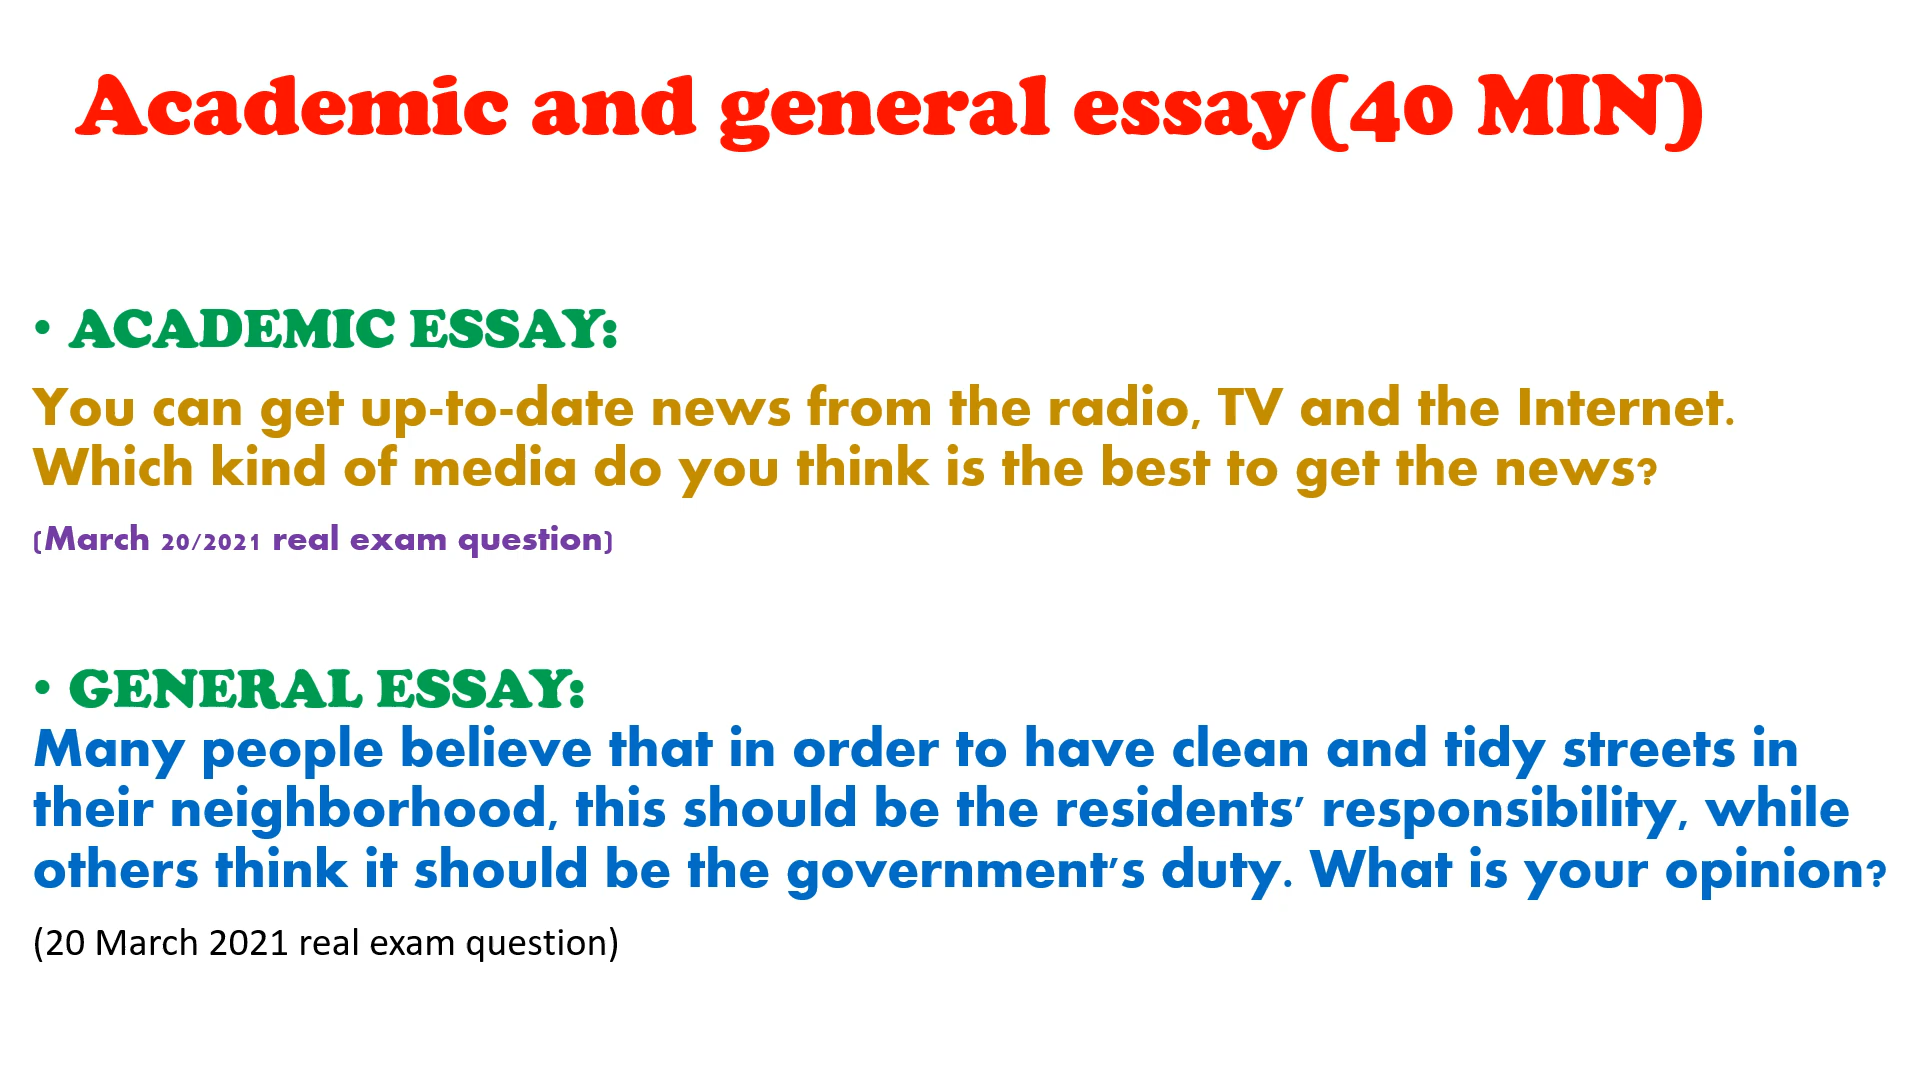 Academic and general essay(40 MIN)
• ACADEMIC ESSAY:
You can get up-to-date news from the radio, TV and the Internet.
Which kind of media do you think is the best to get the news?
(March 20/2021 real exam question)
• GENERAL ESSAY:
Many people believe that in order to have clean and tidy streets in
their neighborhood, this should be the residents’ responsibility, while
others think it should be the government’s duty. What is your opinion?
(20 March 2021 real exam question)